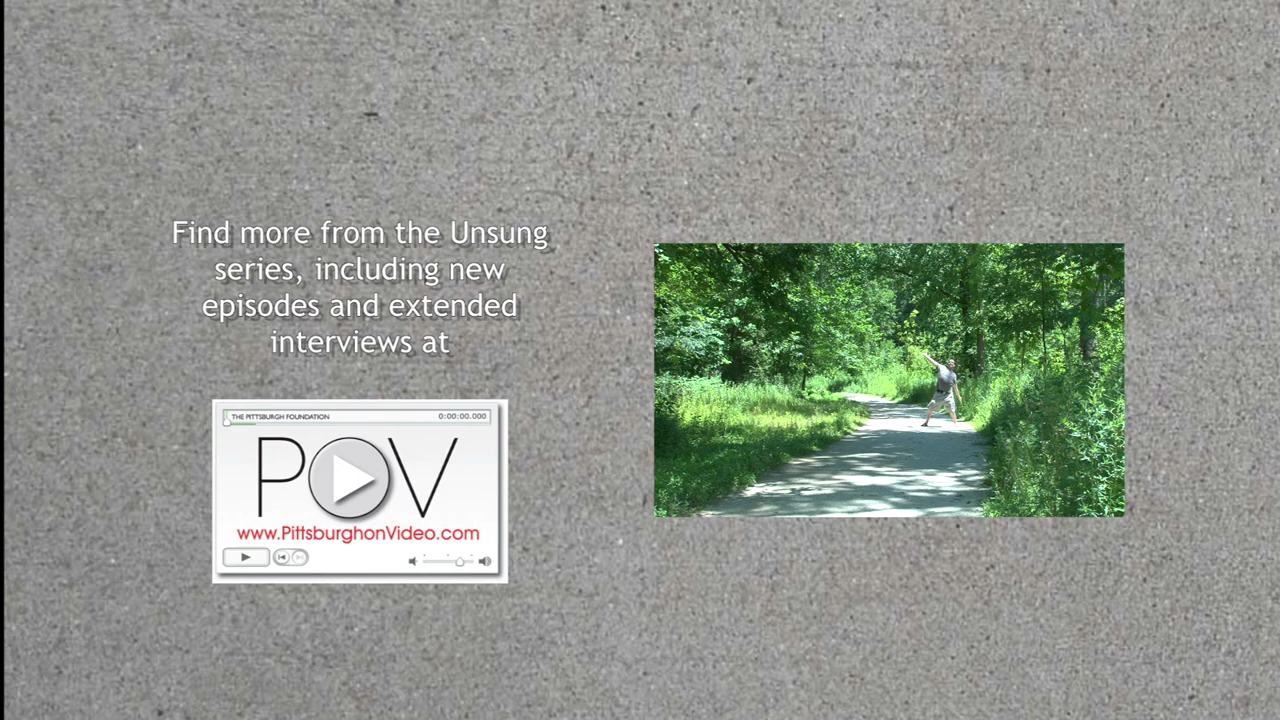 Find more from the Unsung
series, including new
episodes and extended
interviews at
THE PITTSBURGH FOUNDATION 0:00:00.000
POV
www.PittsburghonVideo.com